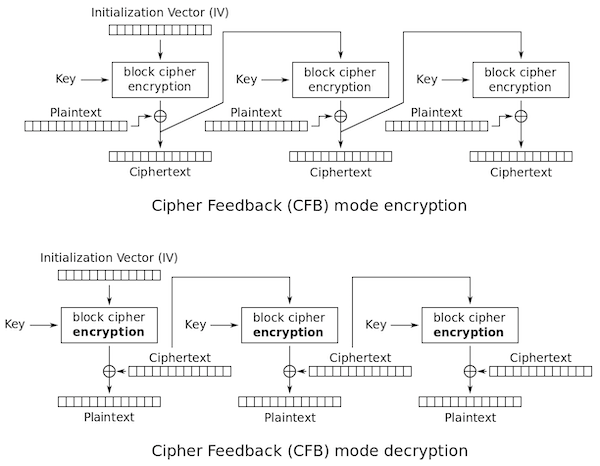 Initialization Vector (IV)
Key
block cipher
encryption
Key
block cipher
encryption
Key
block cipher
encryption
Plaintext
Plaintext
Plaintext
Ciphertext
Ciphertext
Ciphertext
Cipher Feedback (CFB) mode encryption
Initialization Vector (IV)
Key
block cipher
encryption
Key
block cipher
encryption
Key
block cipher
encryption
Ciphertext
Ciphertext
Ciphertext
Plaintext
Plaintext
Plaintext
Cipher Feedback (CFB) mode decryption